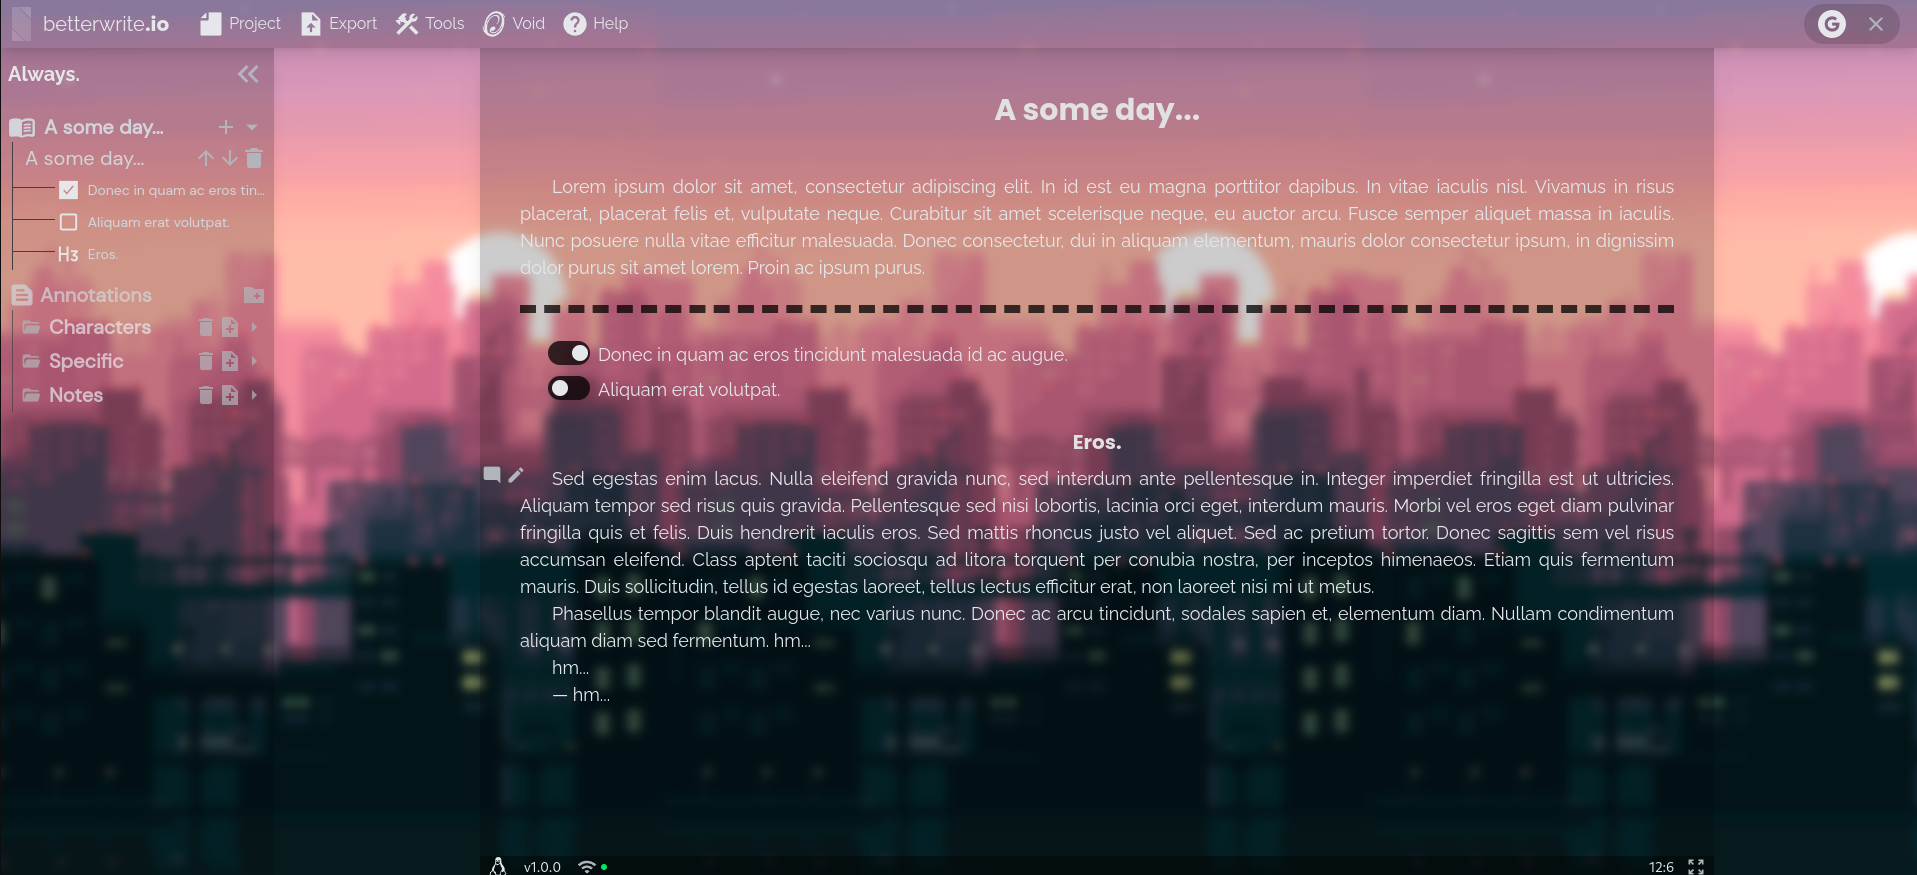 betterwrite.io Project Export Tools Void Help
Always.
A some day...
A some day...
Donec in quam ac eros tin...
Aliquam erat volutpat.
H3 Eros.
Annotations
Characters
Specific
Notes
A some day...
Lorem ipsum dolor sit amet, consectetur adipiscing elit. In id est eu magna porttitor dapibus. In vitae iaculis nisl. Vivamus in risus
placerat, placerat felis et, vulputate neque. Curabitur sit amet scelerisque neque, eu auctor arcu. Fusce semper aliquet massa in iaculis.
Nunc posuere nulla vitae efficitur malesuada. Donec consectetur, dui in aliquam elementum, mauris dolor consectetur ipsum, in dignissim
dolor purus sit amet lorem. Proin ac ipsum purus.
Donec in quam ac eros tincidunt malesuada id ac augue.
Aliquam erat volutpat.
Eros.
Sed egestas enim lacus. Nulla eleifend gravida nunc, sed interdum ante pellentesque in. Integer imperdiet fringilla est ut ultricies.
Aliquam tempor sed risus quis gravida. Pellentesque sed nisi lobortis, lacinia orci eget, interdum mauris. Morbi vel eros eget diam pulvinar
fringilla quis et felis. Duis hendrerit iaculis eros. Sed mattis rhoncus justo vel aliquet. Sed ac pretium tortor. Donec sagittis sem vel risus
accumsan eleifend. Class aptent taciti sociosqu ad litora torquent per conubia nostra, per inceptos himenaeos. Etiam quis fermentum
mauris. Duis sollicitudin, tellus id egestas laoreet, tellus lectus efficitur erat, non laoreet nisi mi ut metus.
Phasellus tempor blandit augue, nec varius nunc. Donec ac arcu tincidunt, sodales sapien et, elementum diam. Nullam condimentum
aliquam diam sed fermentum. hm...
hm...
— hm...
v1.0.0 12:6